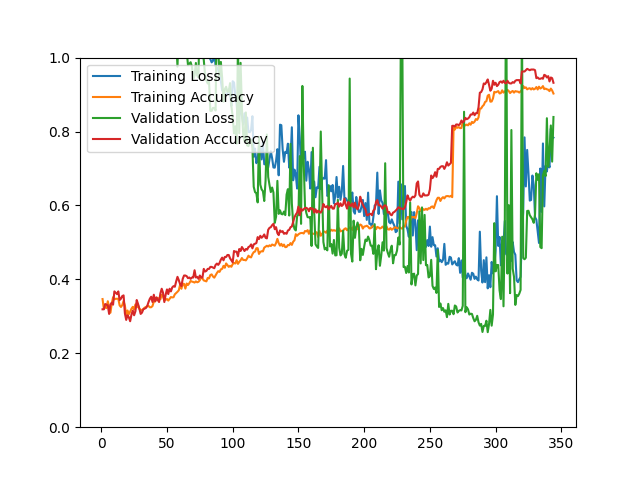 Training Loss
Training Accuracy
Validation Loss
Validation Accuracy
1.0
0.8
0.6
0.4
0.2
0.0
0 50 100 150 200 250 300 350